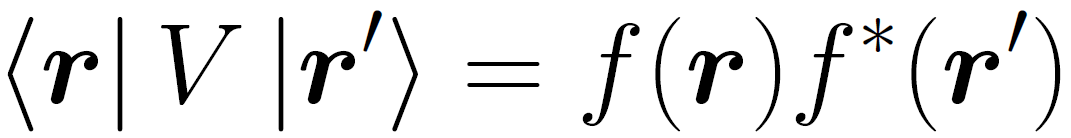 ⟨𝒓| V |𝒓′⟩ = f(𝒓)f*(𝒓′)